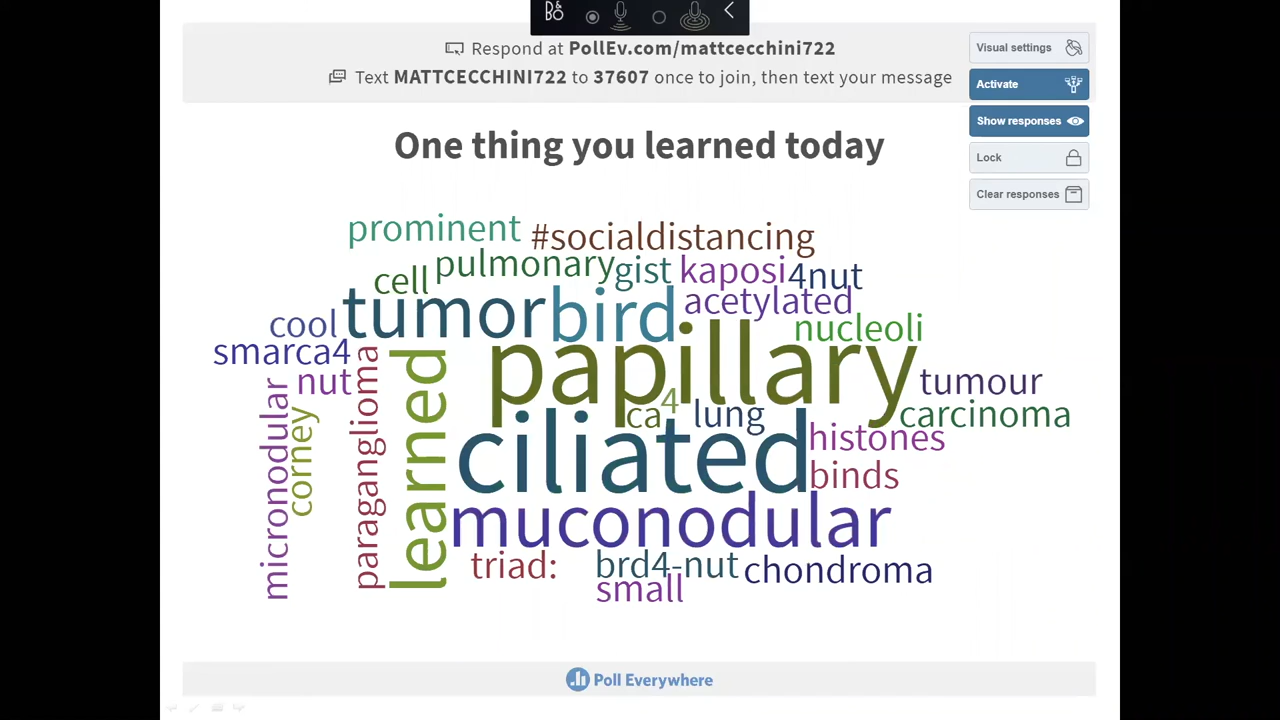 BO
Respond at PollEv.com/mattcecchini722
Text MATTCECCHINI722 to 37607 once to join, then text your message
Visual settings
Activate
Show responses
Lock
Clear responses
One thing you learned today
prominent
#socialdistancing
cell
pulmonary
gist
kaposi
4nut
cool
tumor
bird
acetylated
smarca4
papillary
nucleoli
nut
tumour
micronodular
corney
paraganglioma
learned
ca
4
lung
carcinoma
ciliated
histones
binds
muconodular
triad:
brd4-nut
chondroma
small
Poll Everywhere